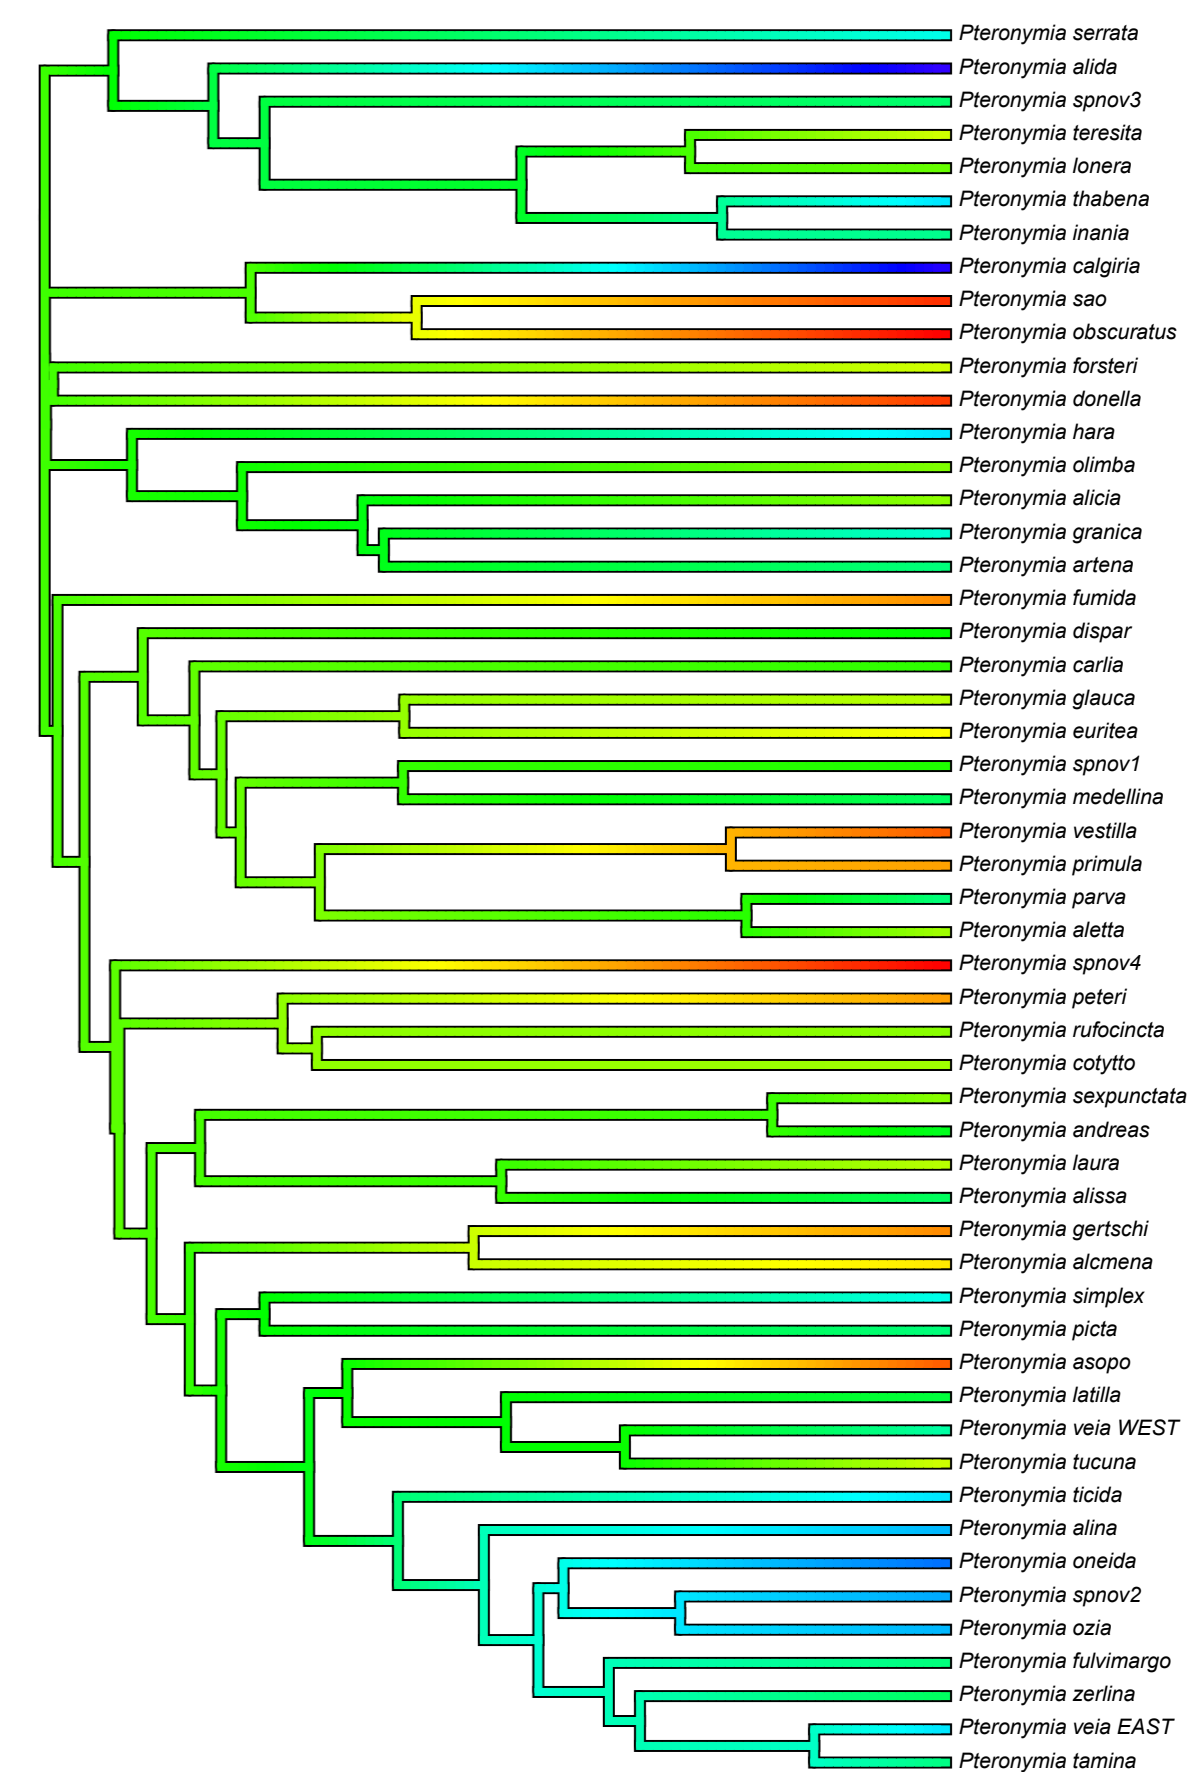 Pteronymia serrata
Pteronymia alida
Pteronymia spnov3
Pteronymia teresita
Pteronymia lonera
Pteronymia thabena
Pteronymia inania
Pteronymia calgiria
Pteronymia sao
Pteronymia obscuratus
Pteronymia forsteri
Pteronymia donella
Pteronymia hara
Pteronymia olimba
Pteronymia alicia
Pteronymia granica
Pteronymia artena
Pteronymia fumida
Pteronymia dispar
Pteronymia carlia
Pteronymia glauca
Pteronymia euritea
Pteronymia spnov1
Pteronymia medellina
Pteronymia vestilla
Pteronymia primula
Pteronymia parva
Pteronymia aletta
Pteronymia spnov4
Pteronymia peteri
Pteronymia rufocincta
Pteronymia cotytto
Pteronymia sexpunctata
Pteronymia andreas
Pteronymia laura
Pteronymia alissa
Pteronymia gertschi
Pteronymia alcmena
Pteronymia simplex
Pteronymia picta
Pteronymia asopo
Pteronymia latilla
Pteronymia veia WEST
Pteronymia tucuna
Pteronymia ticida
Pteronymia alina
Pteronymia oneida
Pteronymia spnov2
Pteronymia ozia
Pteronymia fulvimargo
Pteronymia zerlina
Pteronymia veia EAST
Pteronymia tamina